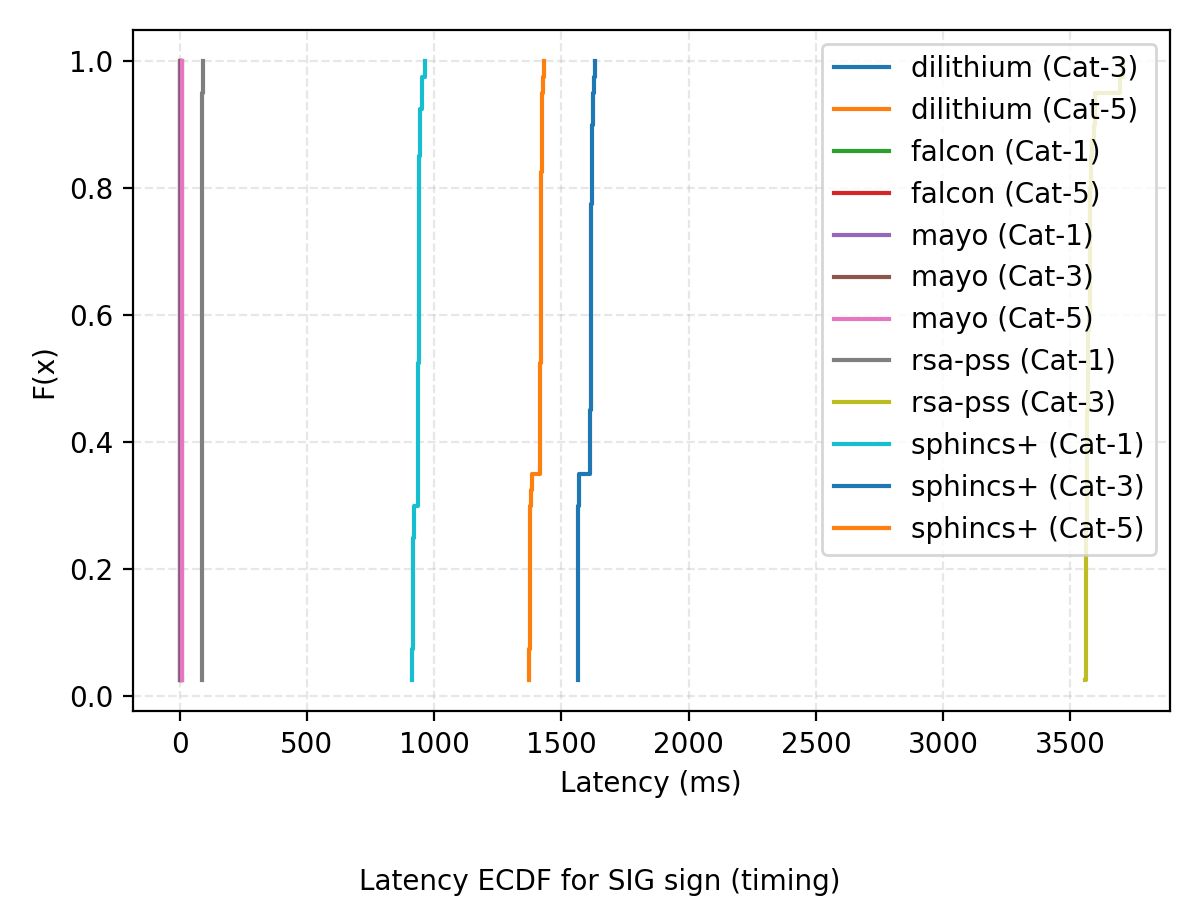 1.0
0.8
0.6
0.4
0.2
0.0
F(x)
dilithium (Cat-3)
dilithium (Cat-5)
falcon (Cat-1)
falcon (Cat-5)
mayo (Cat-1)
mayo (Cat-3)
mayo (Cat-5)
rsa-pss (Cat-1)
rsa-pss (Cat-3)
sphincs+ (Cat-1)
sphincs+ (Cat-3)
sphincs+ (Cat-5)
0 500 1000 1500 2000 2500 3000 3500
Latency (ms)
Latency ECDF for SIG sign (timing)